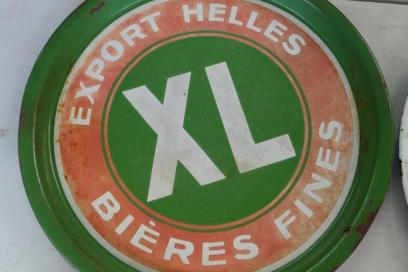 EXPORT HELLES
XL
BIÈRES FINES